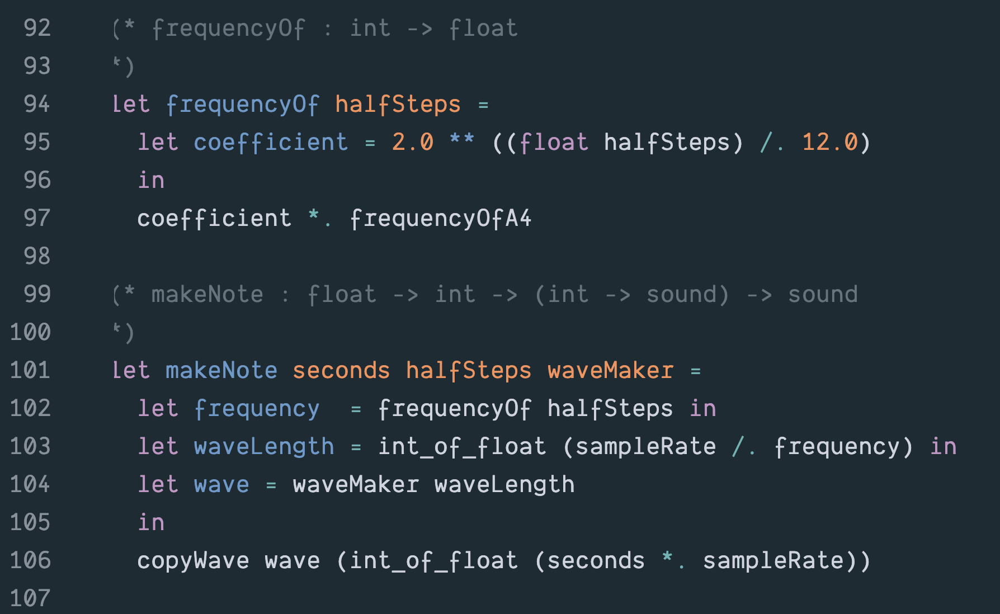 92 (* frequencyOf : int -> float
93 *)
94 let frequencyOf halfSteps =
95   let coefficient = 2.0 ** ((float halfSteps) /. 12.0)
96   in
97   coefficient *. frequencyOfA4
98
99 (* makeNote : float -> int -> (int -> sound) -> sound
100 *)
101 let makeNote seconds halfSteps waveMaker =
102   let frequency  = frequencyOf halfSteps in
103   let waveLength = int_of_float (sampleRate /. frequency) in
104   let wave = waveMaker waveLength
105   in
106   copyWave wave (int_of_float (seconds *. sampleRate))
107